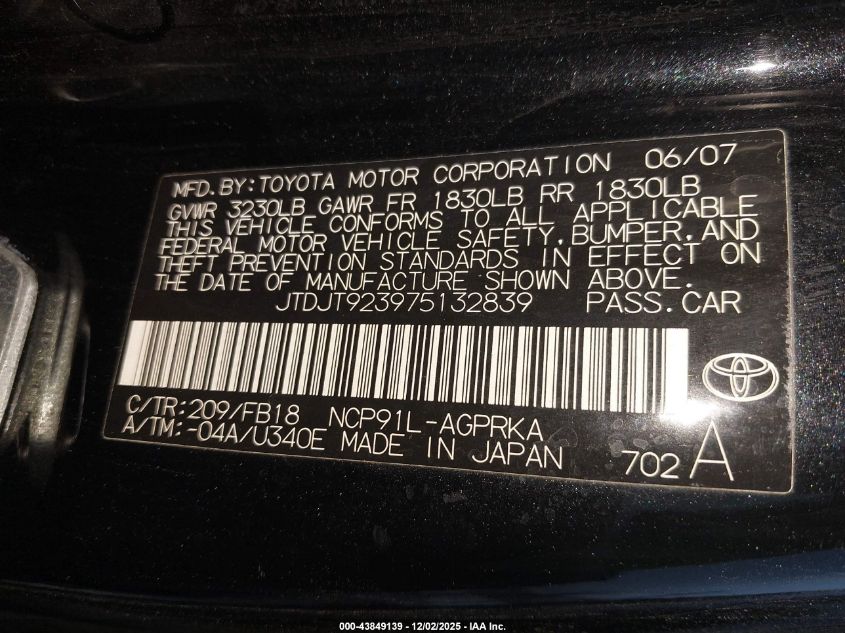 MFD.BY:TOYOTA MOTOR CORPORATION 06/07
GVWR 3230LB GAWR FR 1830LB RR 1830LB
THIS VEHICLE CONFORMS TO ALL APPLICABLE
FEDERAL MOTOR VEHICLE SAFETY,BUMPER,AND
THEFT PREVENTION STANDARDS IN EFFECT ON
THE DATE OF MANUFACTURE SHOWN ABOVE.
JTDJT923975132839 PASS.CAR
C/TR:209/FB18 NCP91L-AGPRKA
A/TM:-04A/U340E MADE IN JAPAN 702 A
000-43849139 - 12/02/2025 - IAA Inc.